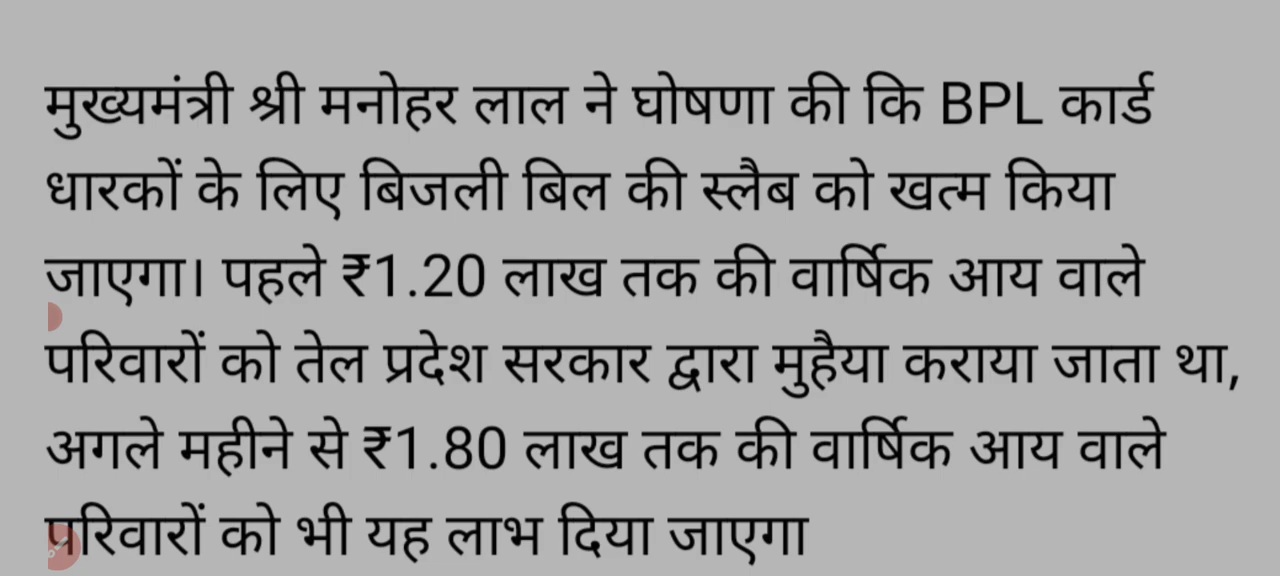 मुख्यमंत्री श्री मनोहर लाल ने घोषणा की कि BPL कार्ड
धारकों के लिए बिजली बिल की स्लैब को खत्म किया
जाएगा। पहले ₹1.20 लाख तक की वार्षिक आय वाले
परिवारों को तेल प्रदेश सरकार द्वारा मुहैया कराया जाता था,
अगले महीने से ₹1.80 लाख तक की वार्षिक आय वाले
परिवारों को भी यह लाभ दिया जाएगा